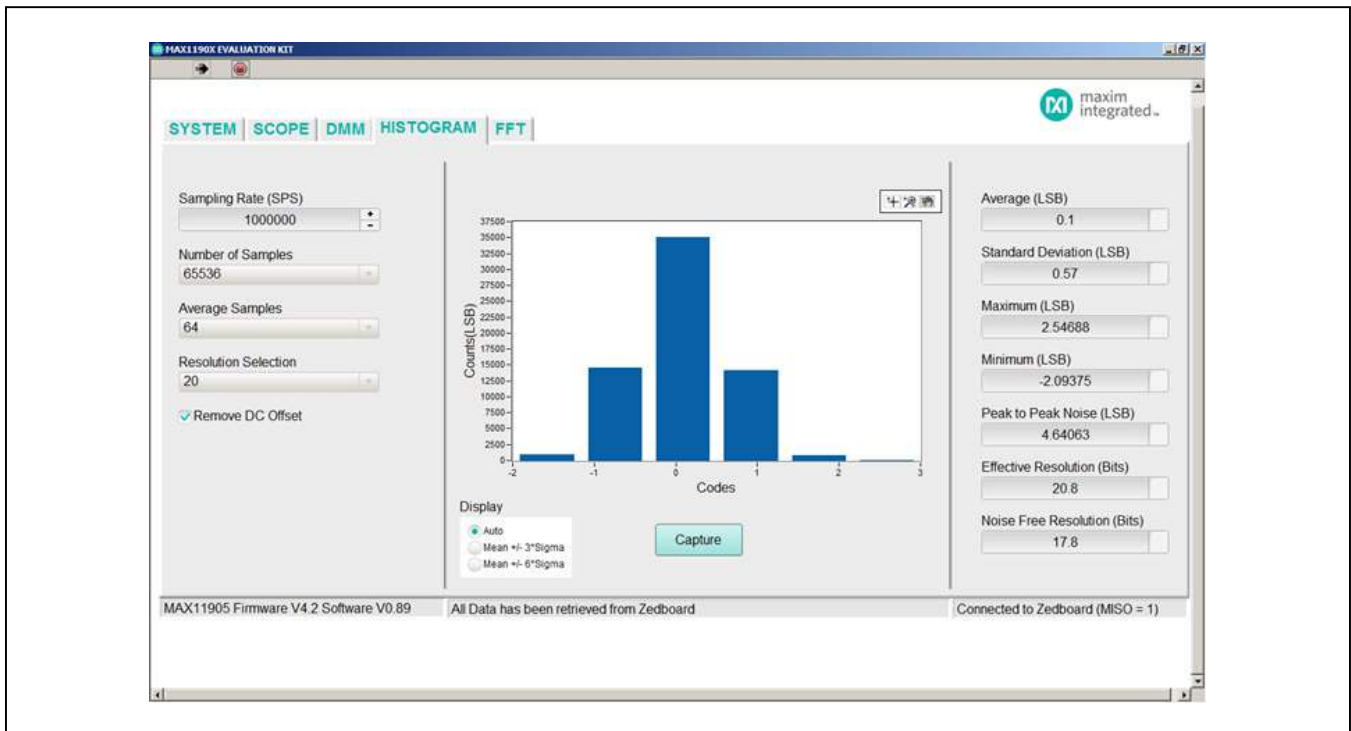 MAX1190X EVALUATION KIT
maxim
integrated™
SYSTEM SCOPE DMM HISTOGRAM FFT
Sampling Rate (SPS)
1000000
Number of Samples
65536
Average Samples
64
Resolution Selection
20
Remove DC Offset
37500
35000
32500
30000
27500
25000
22500
20000
17500
15000
12500
10000
7500
5000
2500
0
Counts(LSB)
-2 -1 0 1 2 3
Codes
Display
Auto
Mean +/- 3*Sigma
Mean +/- 6*Sigma
Capture
Average (LSB)
0.1
Standard Deviation (LSB)
0.57
Maximum (LSB)
2.54688
Minimum (LSB)
-2.09375
Peak to Peak Noise (LSB)
4.64063
Effective Resolution (Bits)
20.8
Noise Free Resolution (Bits)
17.8
MAX11905 Firmware V4.2 Software V0.89
All Data has been retrieved from Zedboard
Connected to Zedboard (MISO = 1)